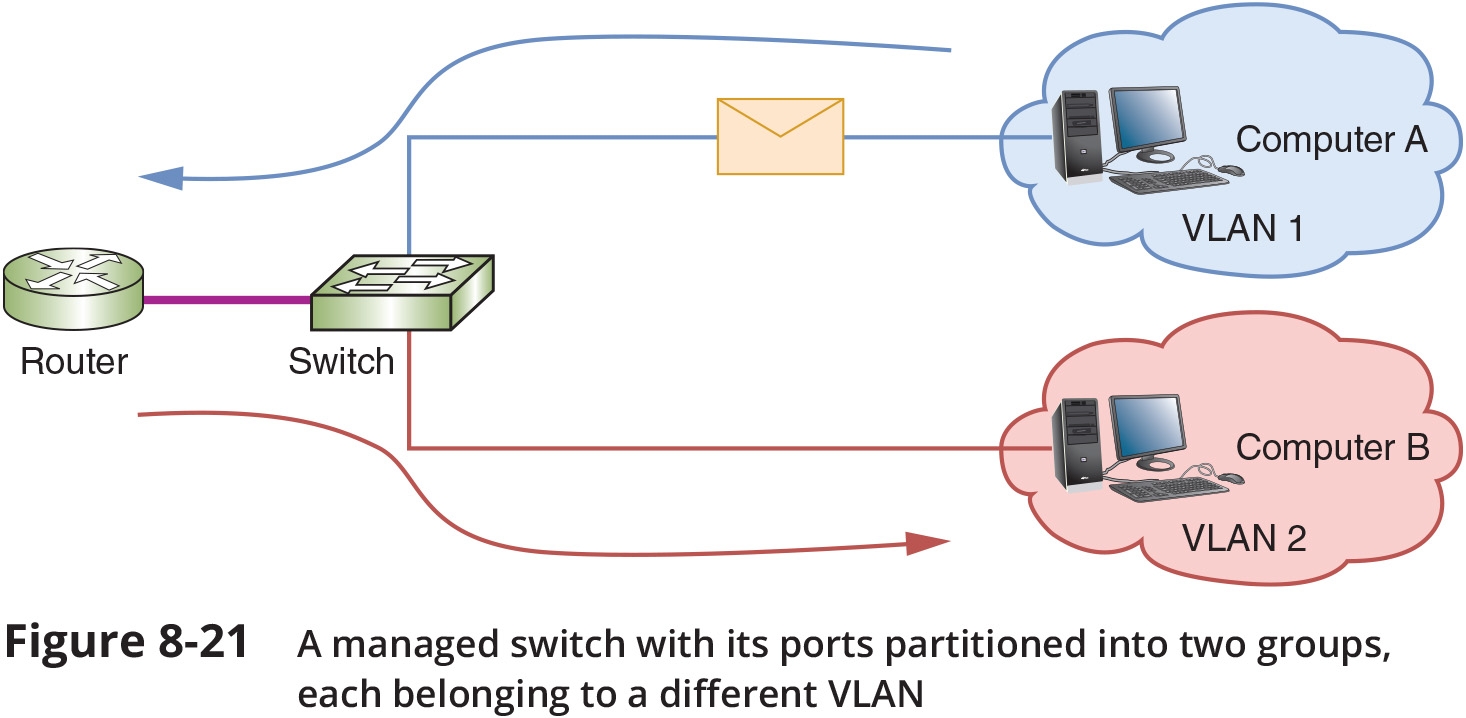 Computer A
VLAN 1
Router
Switch
Computer B
VLAN 2
Figure 8-21 A managed switch with its ports partitioned into two groups,
each belonging to a different VLAN